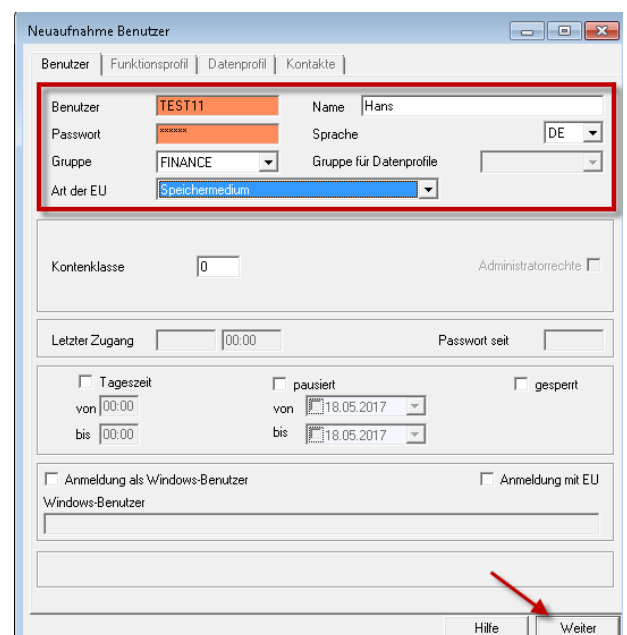 Neuaufnahme Benutzer
Benutzer Funktionsprofil Datenprofil Kontakte
Benutzer TEST11 Name Hans
Passwort ****** Sprache DE
Gruppe FINANCE Gruppe für Datenprofile
Art der EU Speichermedium
Kontenklasse 0 Administratorrechte
Letzter Zugang 00:00 Passwort seit
Tageszeit pausiert gesperrt
von 00:00 von 18.05.2017
bis 00:00 bis 18.05.2017
Anmeldung als Windows-Benutzer Anmeldung mit EU
Windows-Benutzer
Hilfe Weiter